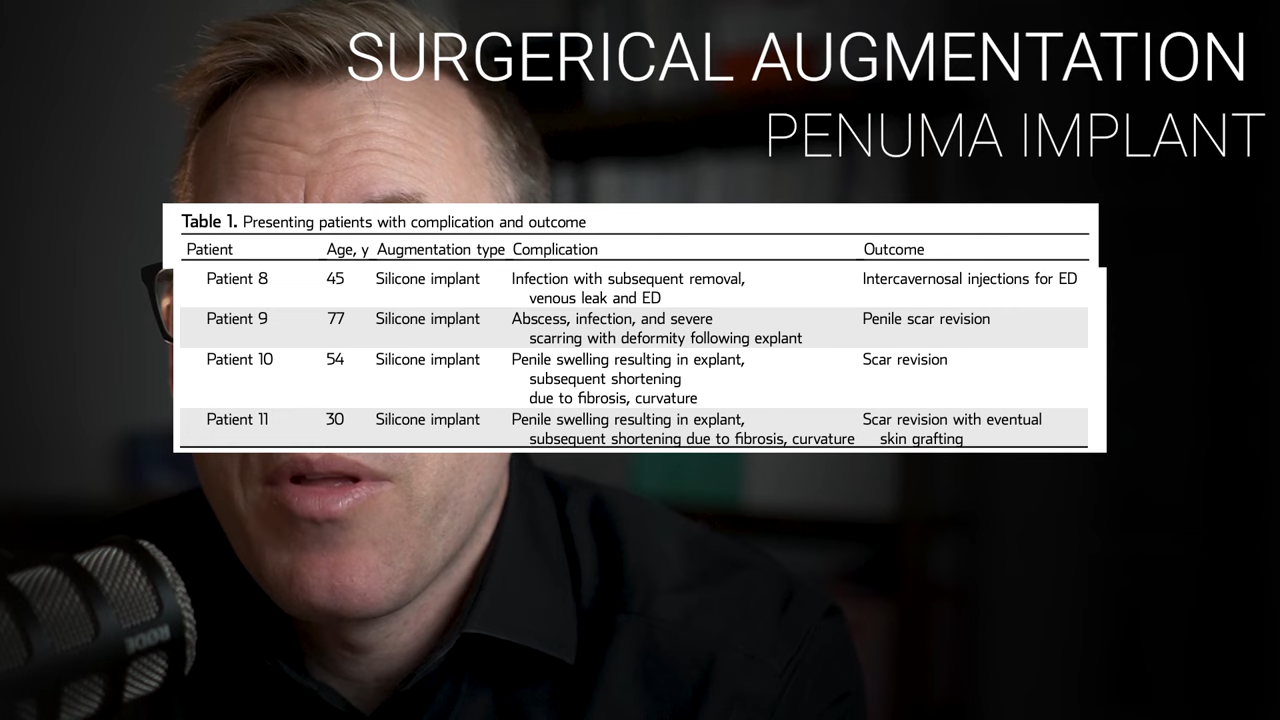 SURGERICAL AUGMENTATION
PENUMA IMPLANT
Table 1. Presenting patients with complication and outcome
Patient Age, y Augmentation type Complication Outcome
Patient 8 45 Silicone implant Infection with subsequent removal, Intercavernosal injections for ED
venous leak and ED
Patient 9 77 Silicone implant Abscess, infection, and severe Penile scar revision
scarring with deformity following explant
Patient 10 54 Silicone implant Penile swelling resulting in explant, Scar revision
subsequent shortening
due to fibrosis, curvature
Patient 11 30 Silicone implant Penile swelling resulting in explant, Scar revision with eventual
subsequent shortening due to fibrosis, curvature skin grafting
RODE